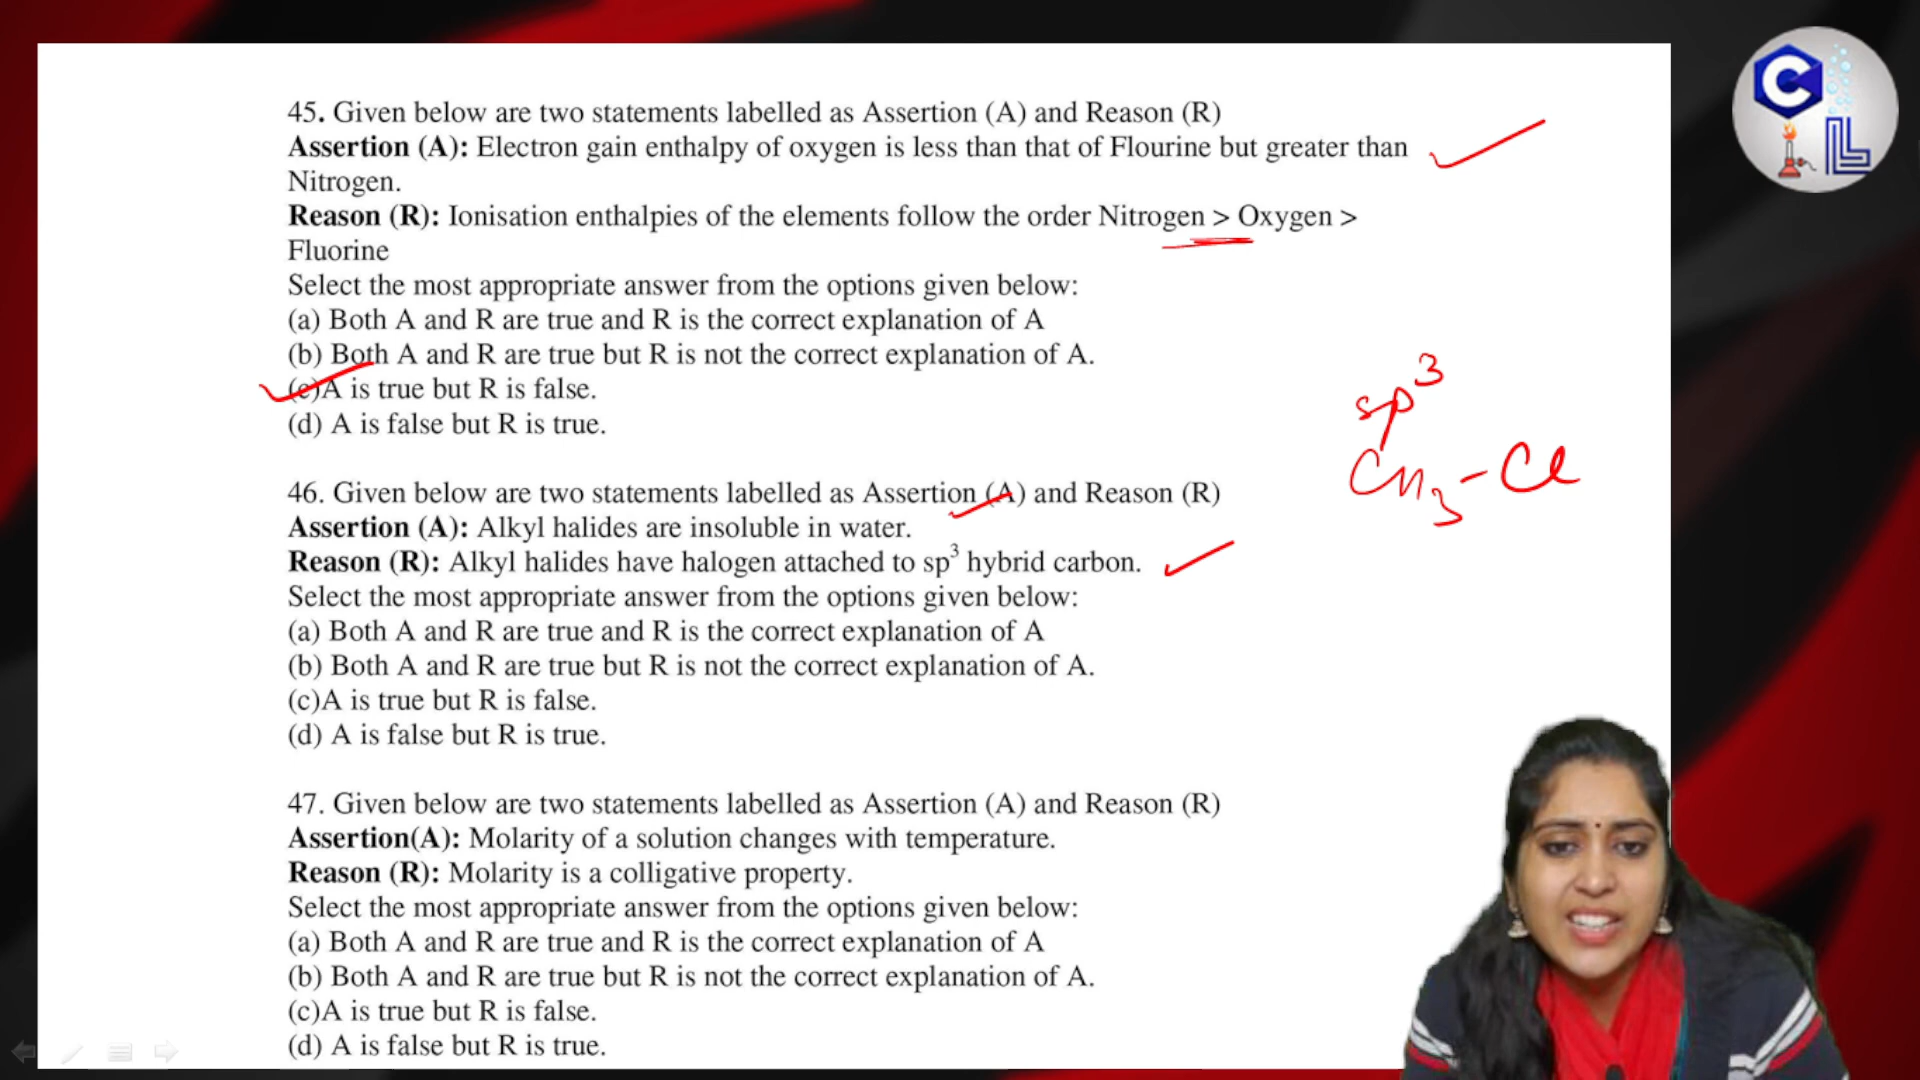 45. Given below are two statements labelled as Assertion (A) and Reason (R)
Assertion (A): Electron gain enthalpy of oxygen is less than that of Flourine but greater than
Nitrogen.
Reason (R): Ionisation enthalpies of the elements follow the order Nitrogen > Oxygen >
Fluorine
Select the most appropriate answer from the options given below:
(a) Both A and R are true and R is the correct explanation of A
(b) Both A and R are true but R is not the correct explanation of A.
(c)A is true but R is false.
(d) A is false but R is true.
sp³
CH₃-Cl
46. Given below are two statements labelled as Assertion (A) and Reason (R)
Assertion (A): Alkyl halides are insoluble in water.
Reason (R): Alkyl halides have halogen attached to sp³ hybrid carbon.
Select the most appropriate answer from the options given below:
(a) Both A and R are true and R is the correct explanation of A
(b) Both A and R are true but R is not the correct explanation of A.
(c)A is true but R is false.
(d) A is false but R is true.
47. Given below are two statements labelled as Assertion (A) and Reason (R)
Assertion(A): Molarity of a solution changes with temperature.
Reason (R): Molarity is a colligative property.
Select the most appropriate answer from the options given below:
(a) Both A and R are true and R is the correct explanation of A
(b) Both A and R are true but R is not the correct explanation of A.
(c)A is true but R is false.
(d) A is false but R is true.
C L